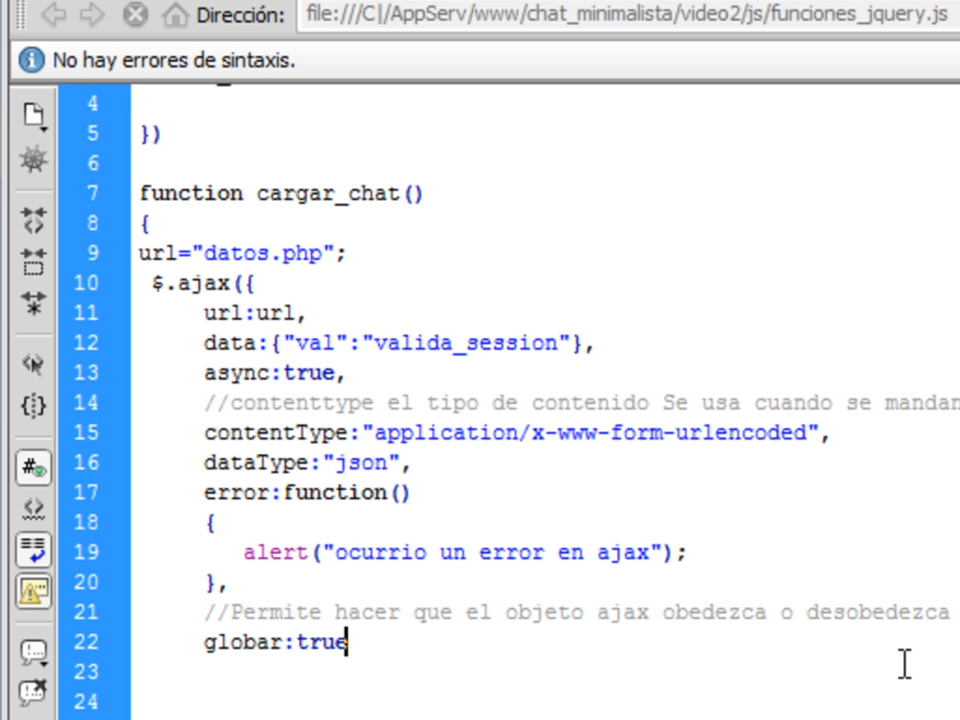 Dirección: file:///C|/AppServ/www/chat_minimalista/video2/js/funciones_jquery.js
No hay errores de sintaxis.
4
5 })
6
7 function cargar_chat()
8 {
9 url="datos.php";
10 $.ajax({
11 url:url,
12 data:{"val":"valida_session"},
13 async:true,
14 //contenttype el tipo de contenido Se usa cuando se mandan
15 contentType:"application/x-www-form-urlencoded",
16 dataType:"json",
17 error:function()
18 {
19 alert("ocurrio un error en ajax");
20 },
21 //Permite hacer que el objeto ajax obedezca o desobedezca
22 globar:true
23
24